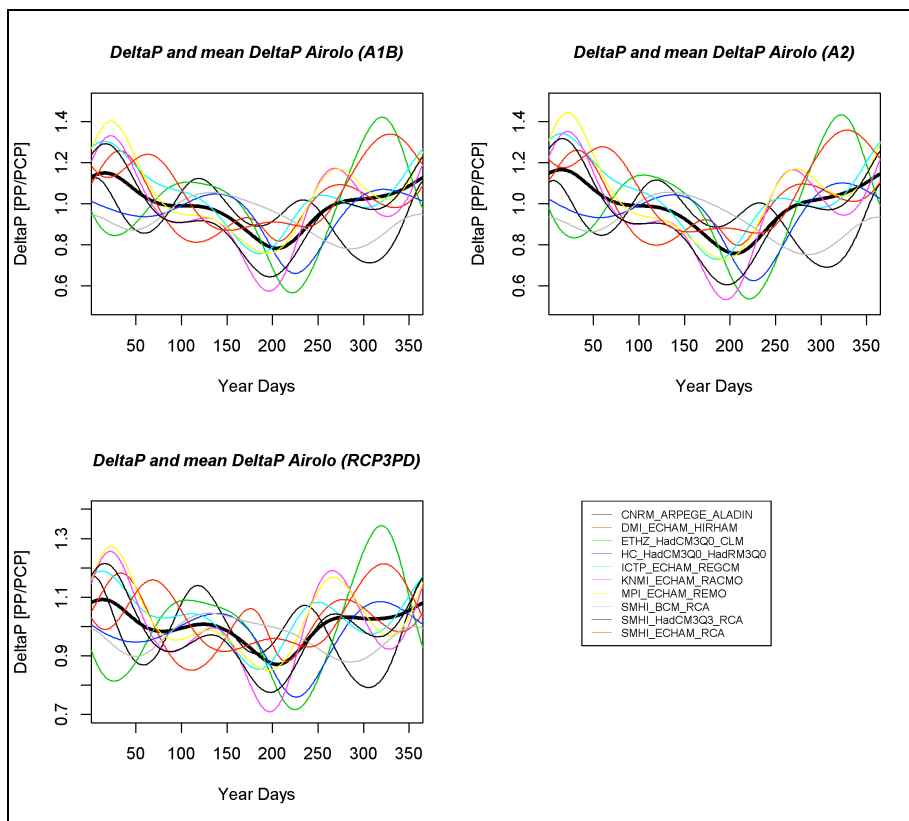 DeltaP and mean DeltaP Airolo (A1B)
DeltaP [PP/PCP]
1.4
1.2
1.0
0.8
0.6
50 100 150 200 250 300 350
Year Days
DeltaP and mean DeltaP Airolo (A2)
DeltaP [PP/PCP]
1.4
1.2
1.0
0.8
0.6
50 100 150 200 250 300 350
Year Days
DeltaP and mean DeltaP Airolo (RCP3PD)
DeltaP [PP/PCP]
1.3
1.1
0.9
0.7
50 100 150 200 250 300 350
Year Days
CNRM_ARPEGE_ALADIN
DMI_ECHAM_HIRHAM
ETHZ_HadCM3Q0_CLM
HC_HadCM3Q0_HadRM3Q0
ICTP_ECHAM_REGCM
KNMI_ECHAM_RACMO
MPI_ECHAM_REMO
SMHI_BCM_RCA
SMHI_HadCM3Q3_RCA
SMHI_ECHAM_RCA